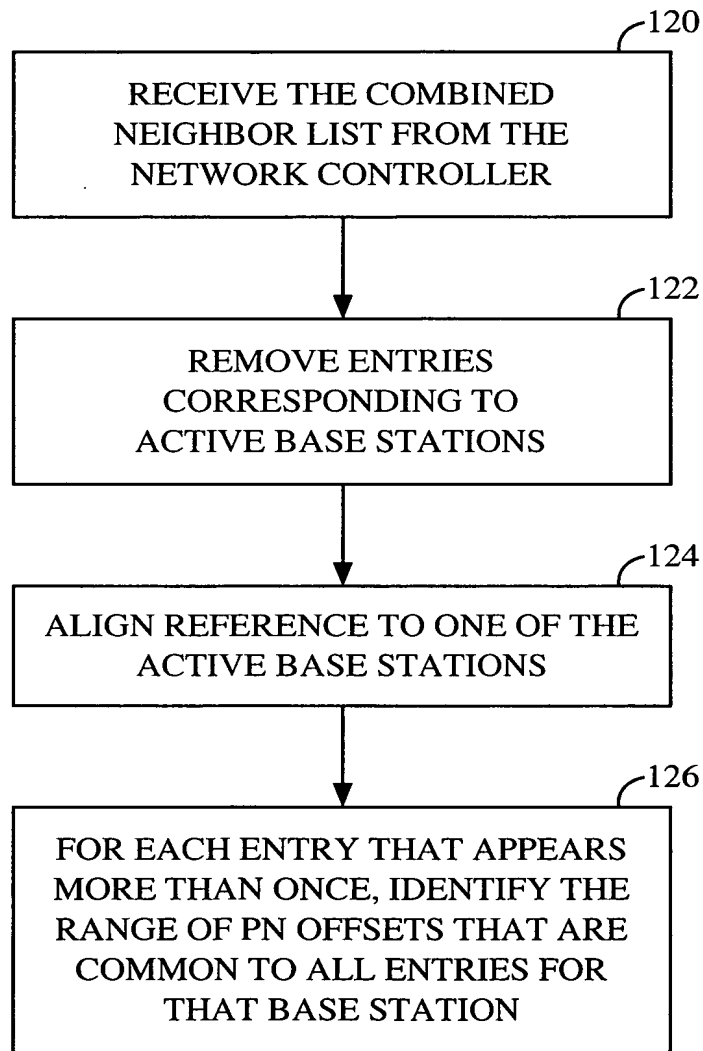 120
RECEIVE THE COMBINED
NEIGHBOR LIST FROM THE
NETWORK CONTROLLER
122
REMOVE ENTRIES
CORRESPONDING TO
ACTIVE BASE STATIONS
124
ALIGN REFERENCE TO ONE OF THE
ACTIVE BASE STATIONS
126
FOR EACH ENTRY THAT APPEARS
MORE THAN ONCE, IDENTIFY THE
RANGE OF PN OFFSETS THAT ARE
COMMON TO ALL ENTRIES FOR
THAT BASE STATION